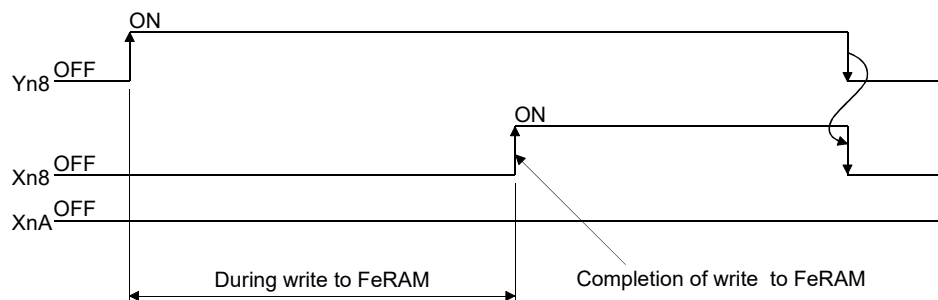 ON
Yn8 OFF
ON
Xn8 OFF
XnA OFF
During write to FeRAM
Completion of write to FeRAM